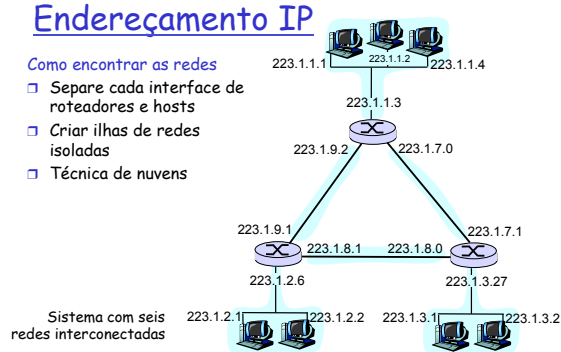 Endereçamento IP
Como encontrar as redes
Separe cada interface de
roteadores e hosts
Criar ilhas de redes
isoladas
Técnica de nuvens
223.1.1.1
223.1.1.2
223.1.1.4
223.1.1.3
223.1.9.2
223.1.7.0
223.1.9.1
223.1.7.1
223.1.8.1
223.1.8.0
223.1.2.6
223.1.3.27
223.1.2.1
223.1.2.2
223.1.3.1
223.1.3.2
Sistema com seis
redes interconectadas